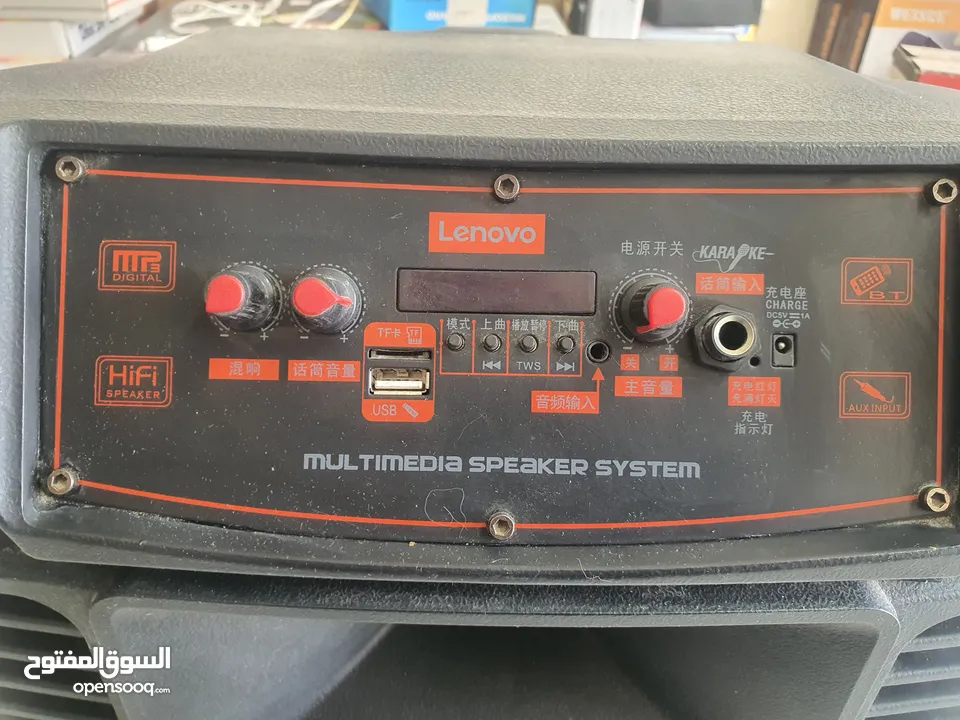 Lenovo
电源开关
KARAOKE
话筒输入
充电座
CHARGE
DC5V 1A
MP3
DIGITAL
BT
模式 上曲 播放暂停 下曲
TF卡 TF
TWS
关 开
混响
话筒音量
USB
音频输入
主音量
充电红灯
充满灯灭
充电
指示灯
HiFi
SPEAKER
AUX INPUT
MULTIMEDIA SPEAKER SYSTEM
السوق المفتوح
opensooq.com